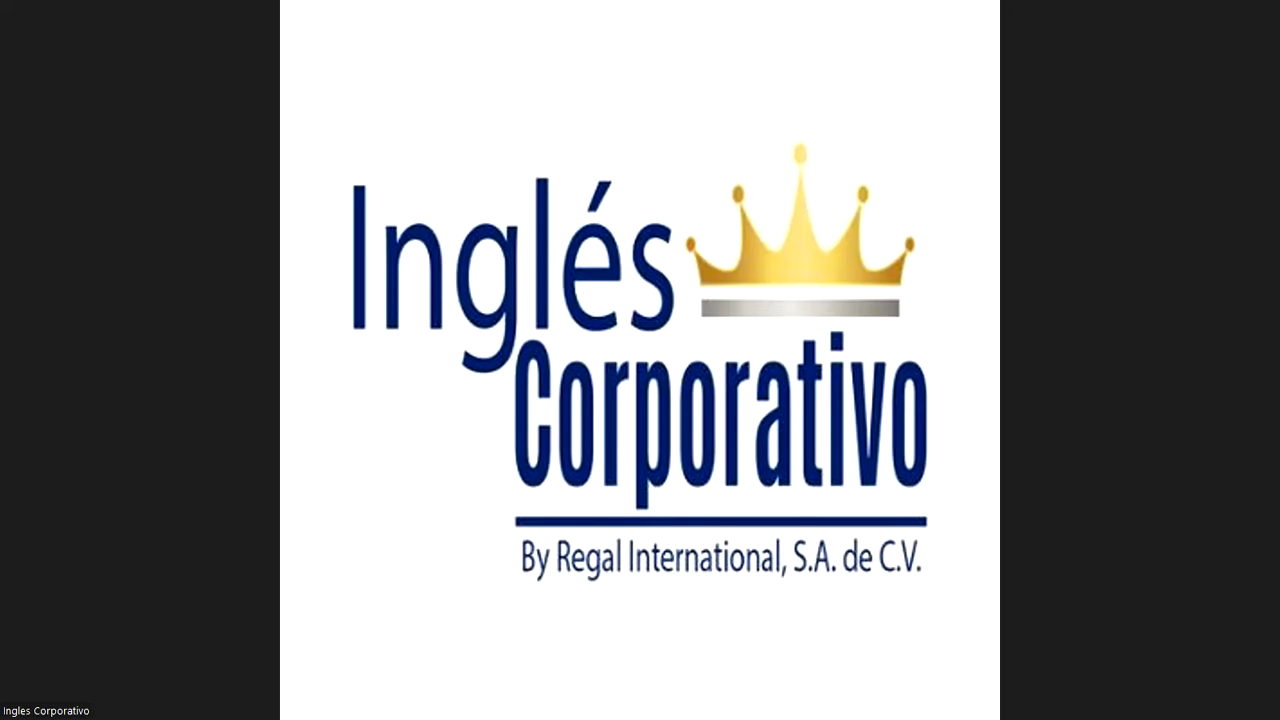 Inglés
Corporativo
By Regal International, S.A. de C.V.
Ingles Corporativo